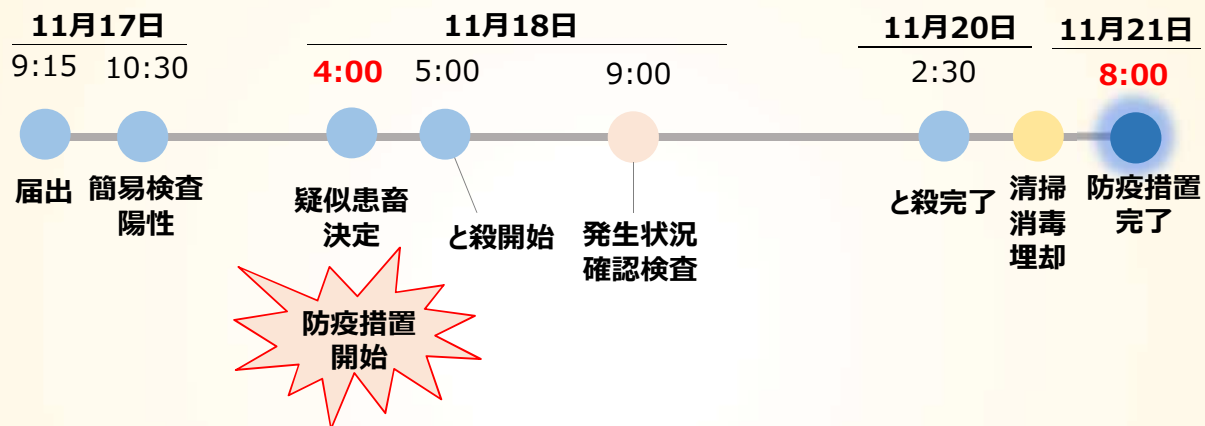 11月17日
11月18日
11月20日
11月21日
9:15
10:30
4:00
5:00
9:00
2:30
8:00
届出
簡易検査
陽性
疑似患畜
決定
と殺開始
発生状況
確認検査
と殺完了
清掃
消毒
埋却
防疫措置
完了
防疫措置
開始